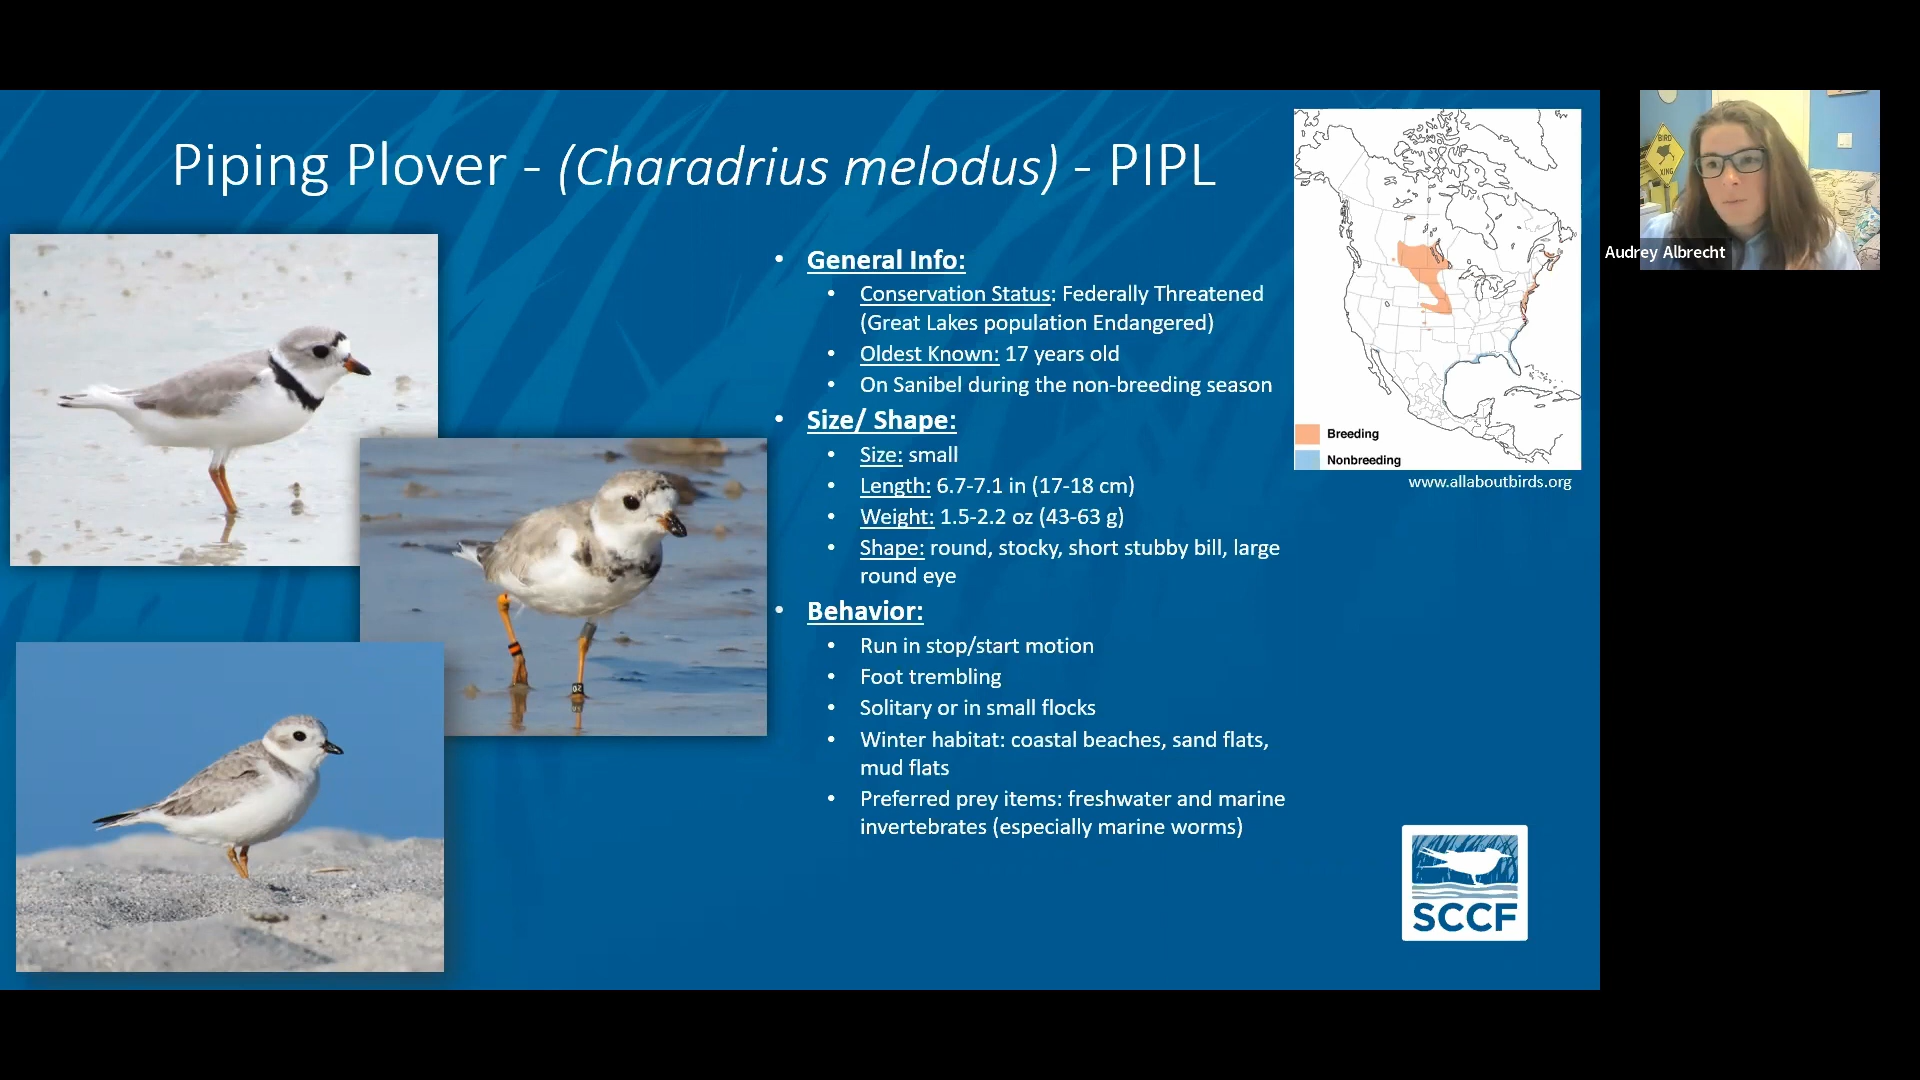 Piping Plover - (Charadrius melodus) - PIPL
• General Info:
• Conservation Status: Federally Threatened
(Great Lakes population Endangered)
• Oldest Known: 17 years old
• On Sanibel during the non-breeding season
• Size/ Shape:
• Size: small
• Length: 6.7-7.1 in (17-18 cm)
• Weight: 1.5-2.2 oz (43-63 g)
• Shape: round, stocky, short stubby bill, large
round eye
• Behavior:
• Run in stop/start motion
• Foot trembling
• Solitary or in small flocks
• Winter habitat: coastal beaches, sand flats,
mud flats
• Preferred prey items: freshwater and marine
invertebrates (especially marine worms)
Breeding
Nonbreeding
www.allaboutbirds.org
SCCF
BIRD
XING
Audrey Albrecht